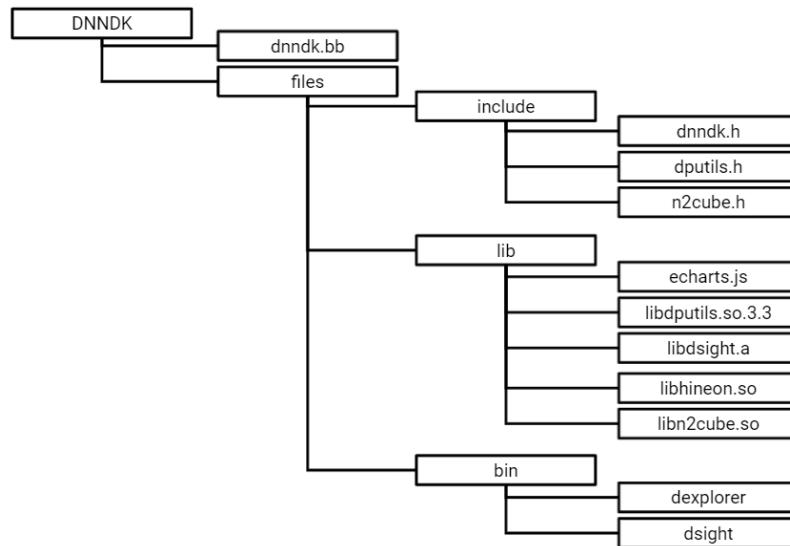 DNNDK
dnndk.bb
files
include
dnndk.h
dputils.h
n2cube.h
lib
echarts.js
libdputils.so.3.3
libdsight.a
libhineon.so
libn2cube.so
bin
dexplorer
dsight